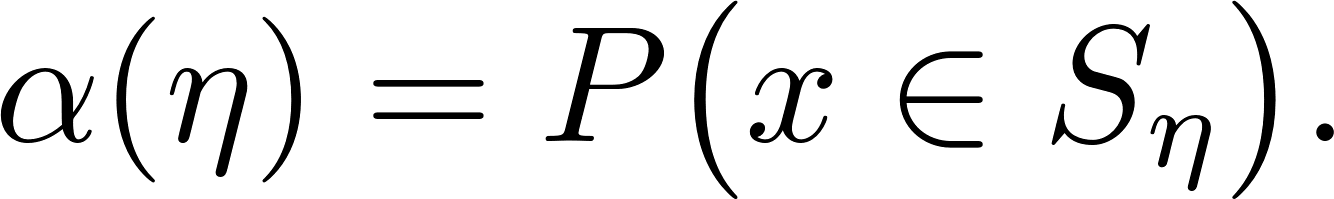 α(η) = P(x ∈ S_η).